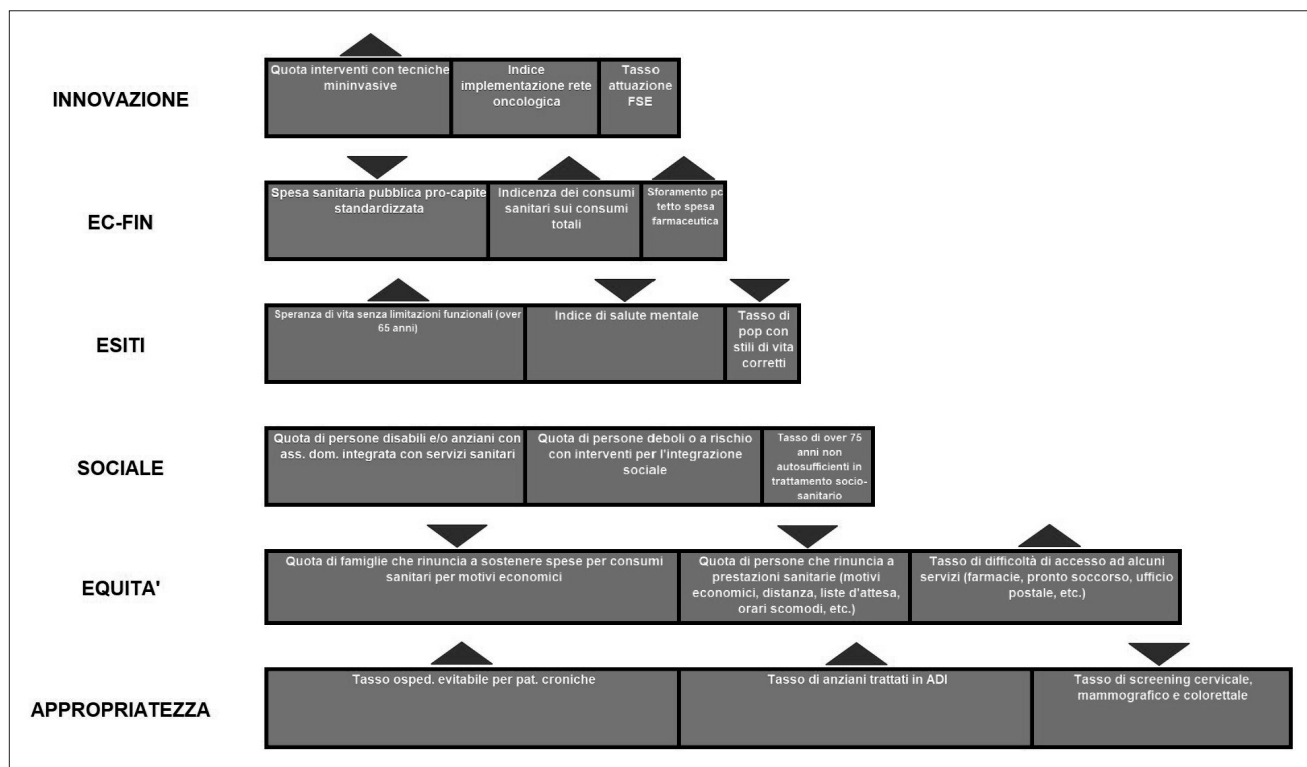 INNOVAZIONE
Quota interventi con tecniche
mininvasive
Indice
implementazione rete
oncologica
Tasso
attuazione
FSE
EC-FIN
Spesa sanitaria pubblica pro-capite
standardizzata
Indicenza dei consumi
sanitari sui consumi
totali
Sforamento pc
tetto spesa
farmaceutica
ESITI
Speranza di vita senza limitazioni funzionali (over
65 anni)
Indice di salute mentale
Tasso di
pop con
stili di vita
corretti
SOCIALE
Quota di persone disabili e/o anziani con
ass. dom. integrata con servizi sanitari
Quota di persone deboli o a rischio
con interventi per l'integrazione
sociale
Tasso di over 75
anni non
autosufficienti in
trattamento socio-
sanitario
EQUITA'
Quota di famiglie che rinuncia a sostenere spese per consumi
sanitari per motivi economici
Quota di persone che rinuncia a
prestazioni sanitarie (motivi
economici, distanza, liste d'attesa,
orari scomodi, etc.)
Tasso di difficoltà di accesso ad alcuni
servizi (farmacie, pronto soccorso, ufficio
postale, etc.)
APPROPRIATEZZA
Tasso osped. evitabile per pat. croniche
Tasso di anziani trattati in ADI
Tasso di screening cervicale,
mammografico e colorettale